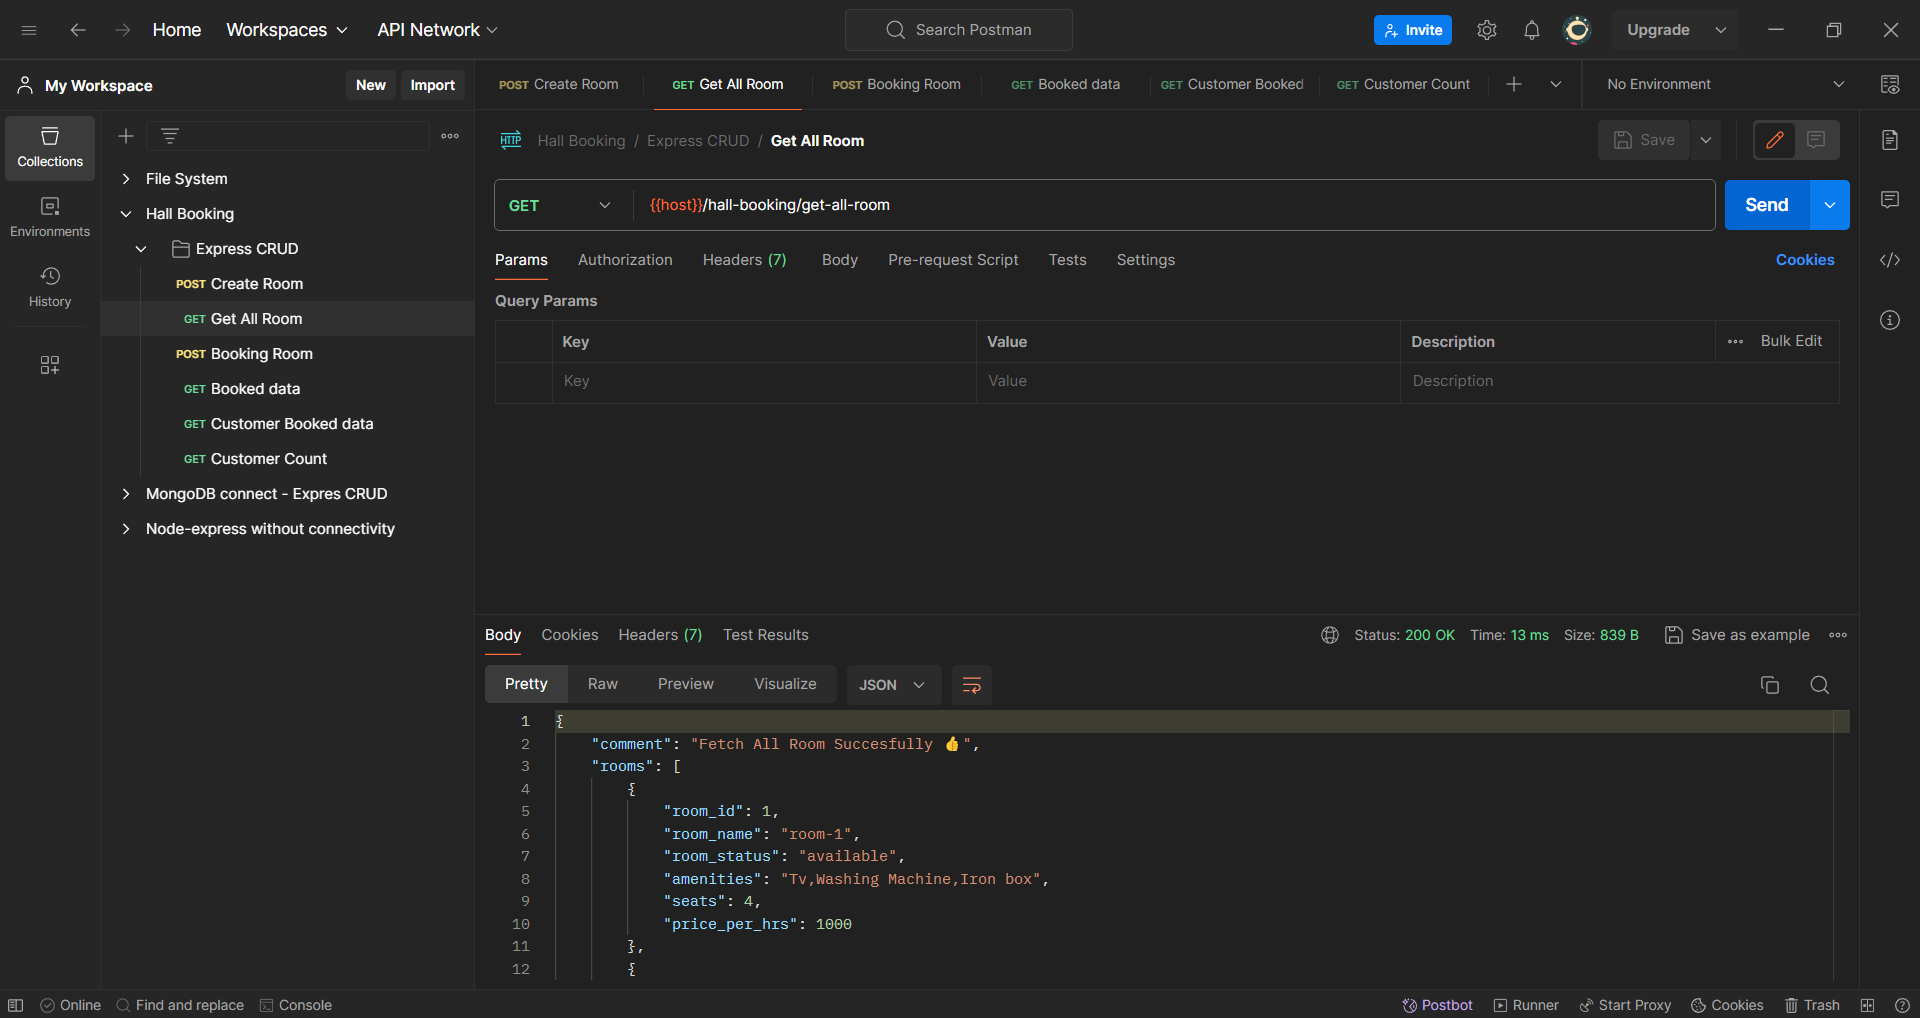 Home Workspaces API Network Search Postman Invite Upgrade
My Workspace New Import
POST Create Room GET Get All Room POST Booking Room GET Booked data GET Customer Booked GET Customer Count No Environment
Collections
Environments
History
File System
Hall Booking
Express CRUD
POST Create Room
GET Get All Room
POST Booking Room
GET Booked data
GET Customer Booked data
GET Customer Count
MongoDB connect - Expres CRUD
Node-express without connectivity
HTTP Hall Booking / Express CRUD / Get All Room Save
GET {{host}}/hall-booking/get-all-room Send
Params Authorization Headers (7) Body Pre-request Script Tests Settings Cookies
Query Params
Key Value Description Bulk Edit
Key Value Description
Body Cookies Headers (7) Test Results Status: 200 OK Time: 13 ms Size: 839 B Save as example
Pretty Raw Preview Visualize JSON
1 {
2 "comment": "Fetch All Room Succesfully 👍",
3 "rooms": [
4 {
5 "room_id": 1,
6 "room_name": "room-1",
7 "room_status": "available",
8 "amenities": "Tv,Washing Machine,Iron box",
9 "seats": 4,
10 "price_per_hrs": 1000
11 },
12 {
Online Find and replace Console Postbot Runner Start Proxy Cookies Trash